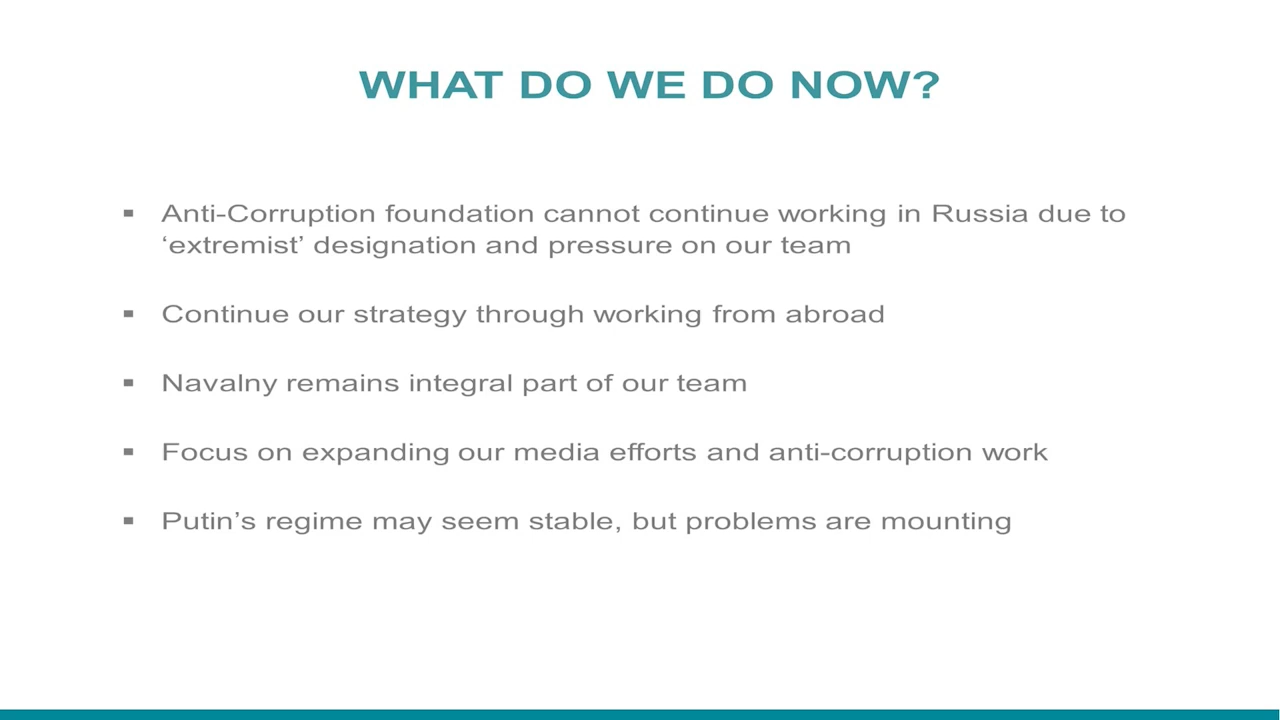 WHAT DO WE DO NOW?
▪ Anti-Corruption foundation cannot continue working in Russia due to
‘extremist’ designation and pressure on our team
▪ Continue our strategy through working from abroad
▪ Navalny remains integral part of our team
▪ Focus on expanding our media efforts and anti-corruption work
▪ Putin’s regime may seem stable, but problems are mounting